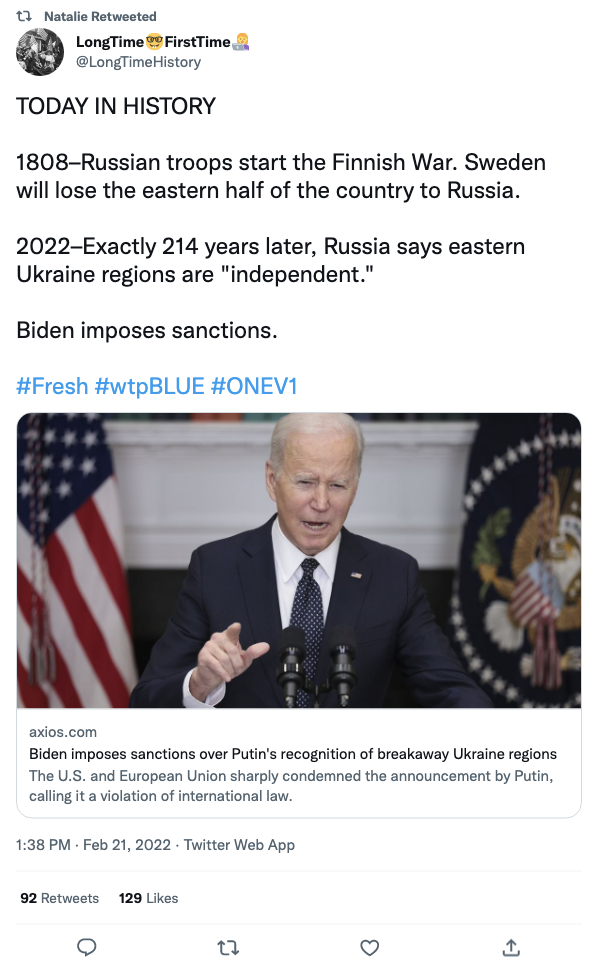 Natalie Retweeted
LongTime🤓FirstTime👩🏼‍💻
@LongTimeHistory
TODAY IN HISTORY
1808–Russian troops start the Finnish War. Sweden
will lose the eastern half of the country to Russia.
2022–Exactly 214 years later, Russia says eastern
Ukraine regions are "independent."
Biden imposes sanctions.
#Fresh #wtpBLUE #ONEV1
axios.com
Biden imposes sanctions over Putin's recognition of breakaway Ukraine regions
The U.S. and European Union sharply condemned the announcement by Putin,
calling it a violation of international law.
1:38 PM · Feb 21, 2022 · Twitter Web App
92 Retweets 129 Likes